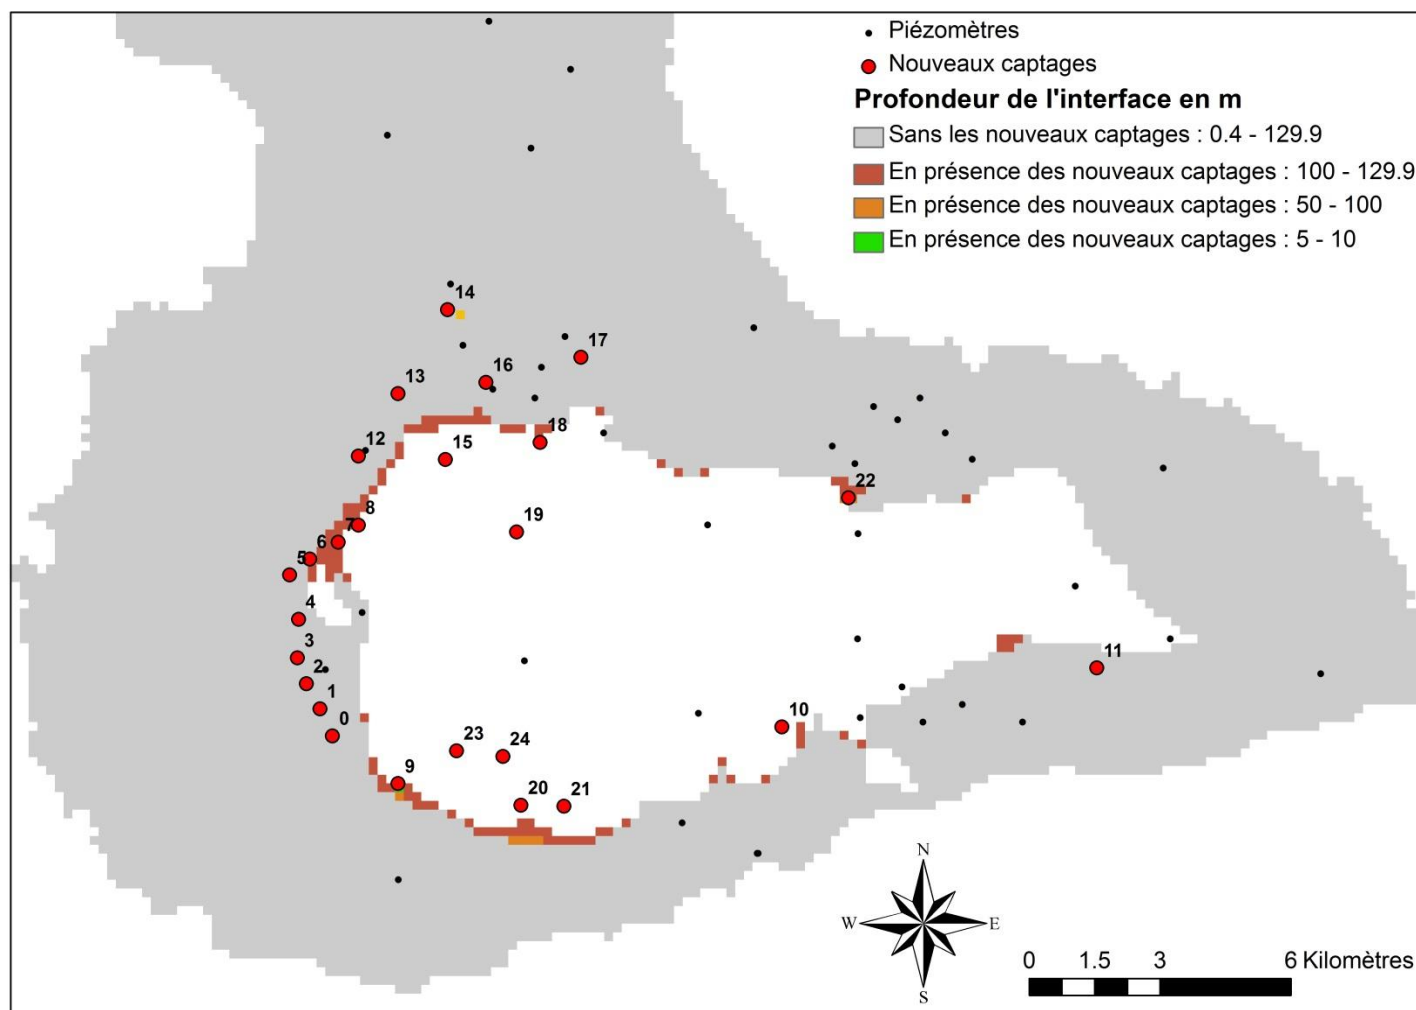 Piézomètres
Nouveaux captages
Profondeur de l'interface en m
Sans les nouveaux captages : 0.4 - 129.9
En présence des nouveaux captages : 100 - 129.9
En présence des nouveaux captages : 50 - 100
En présence des nouveaux captages : 5 - 10
14
17
16
13
18
12
15
22
8
7
19
6
5
4
3
11
2
1
10
0
23
24
9
20
21
N
W
E
S
0 1.5 3 6 Kilomètres